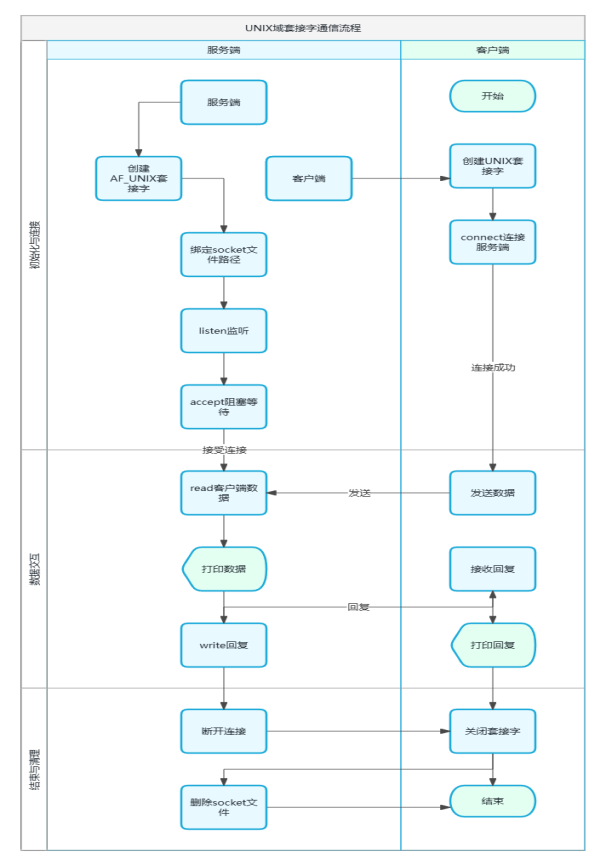 UNIX域套接字通信流程
服务端
客户端
初始化与连接
服务端
开始
创建
AF_UNIX套
接字
客户端
创建UNIX套
接字
绑定socket文
件路径
connect连接
服务端
listen监听
连接成功
accept阻塞等
待
接受连接
数据交互
read客户端数
据
发送
发送数据
打印数据
接收回复
回复
write回复
打印回复
结束与清理
断开连接
关闭套接字
删除socket文
件
结束